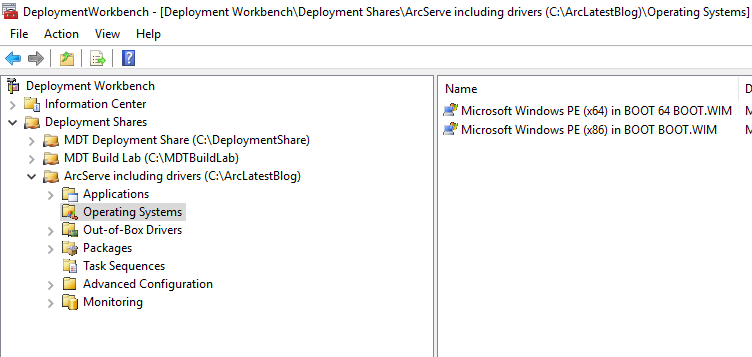 DeploymentWorkbench - [Deployment Workbench\Deployment Shares\ArcServe including drivers (C:\ArcLatestBlog)\Operating Systems]
File Action View Help
Deployment Workbench
Information Center
Deployment Shares
MDT Deployment Share (C:\DeploymentShare)
MDT Build Lab (C:\MDTBuildLab)
ArcServe including drivers (C:\ArcLatestBlog)
Applications
Operating Systems
Out-of-Box Drivers
Packages
Task Sequences
Advanced Configuration
Monitoring
Name D
Microsoft Windows PE (x64) in BOOT 64 BOOT.WIM M
Microsoft Windows PE (x86) in BOOT BOOT.WIM M